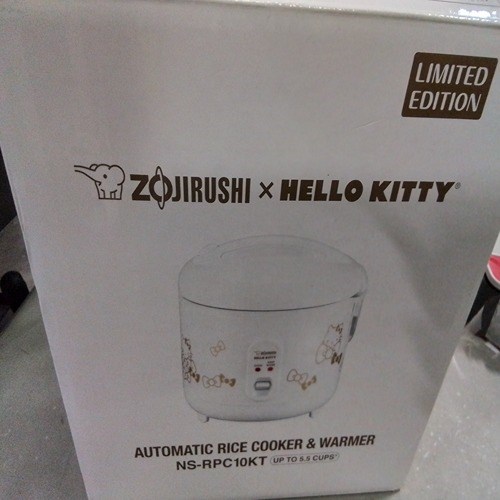 LIMITED
EDITION
ZOJIRUSHI × HELLO KITTY®
AUTOMATIC RICE COOKER & WARMER
NS-RPC10KT UP TO 5.5 CUPS*